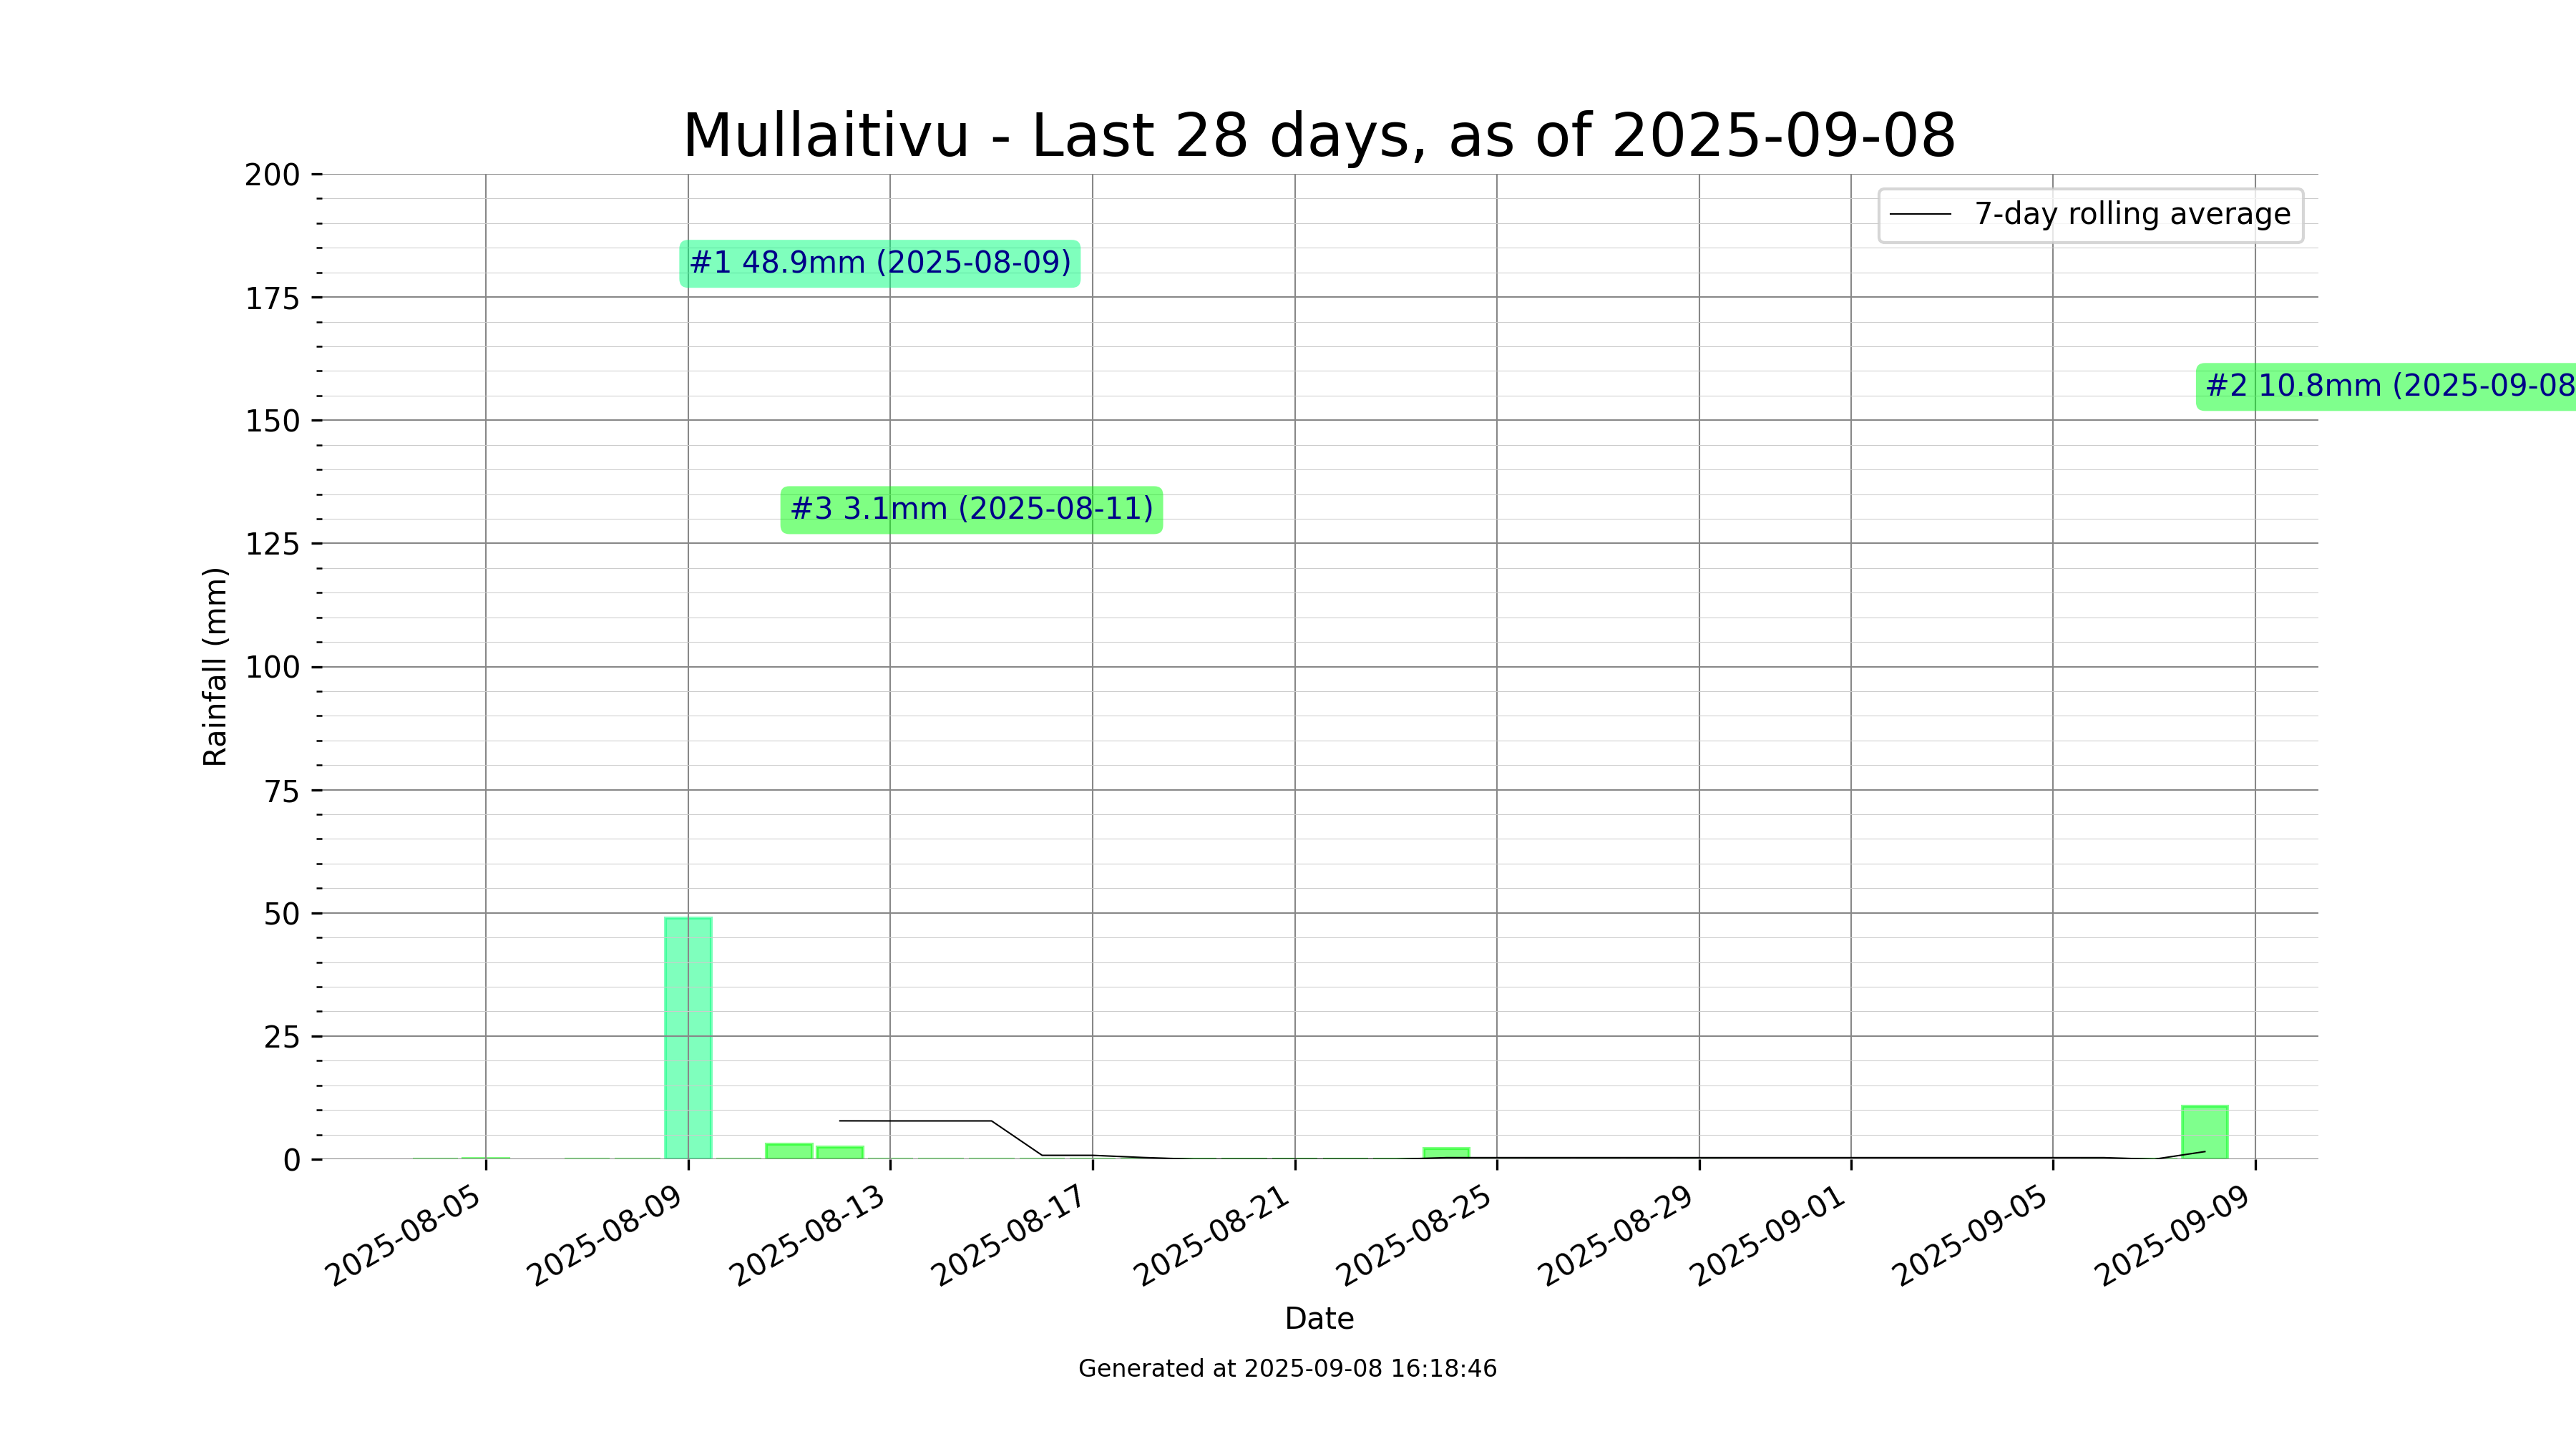 Mullaitivu - Last 28 days, as of 2025-09-08
7-day rolling average
#1 48.9mm (2025-08-09)
#2 10.8mm (2025-09-08
#3 3.1mm (2025-08-11)
Rainfall (mm)
200
175
150
125
100
75
50
25
0
2025-08-05
2025-08-09
2025-08-13
2025-08-17
2025-08-21
2025-08-25
2025-08-29
2025-09-01
2025-09-05
2025-09-09
Date
Generated at 2025-09-08 16:18:46